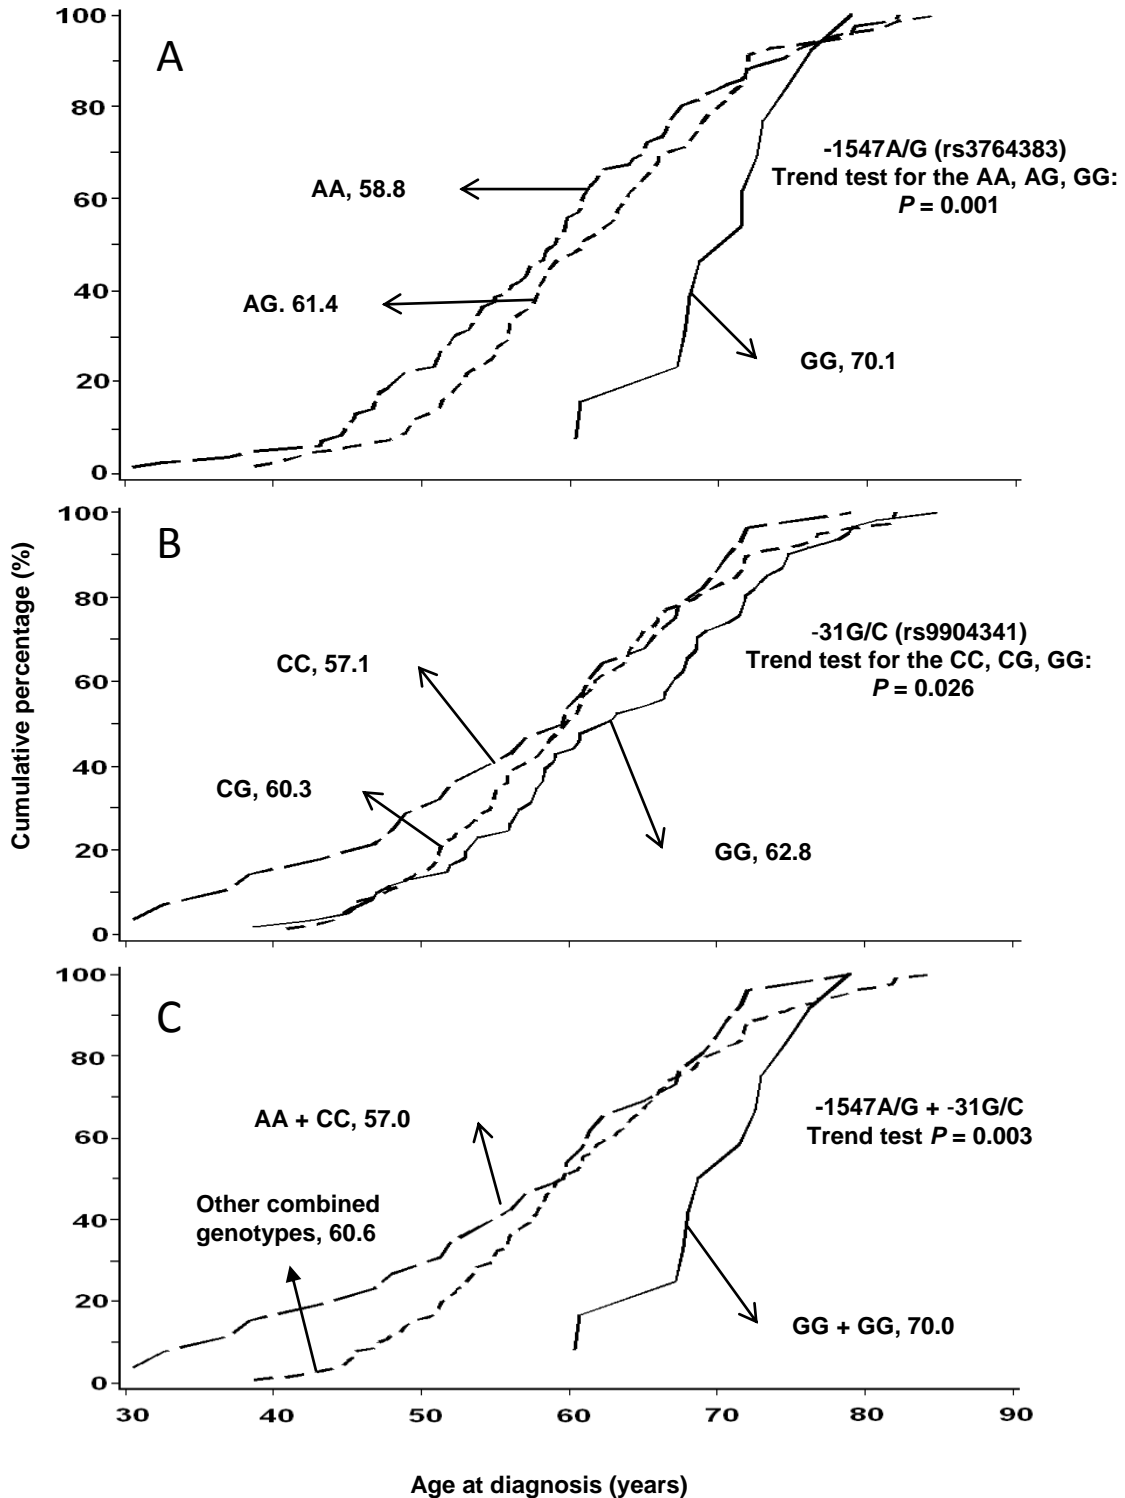 A
100
80
60
40
20
0
AA, 58.8
AG. 61.4
GG, 70.1
-1547A/G (rs3764383)
Trend test for the AA, AG, GG:
P = 0.001
B
100
80
60
40
20
0
CC, 57.1
CG, 60.3
GG, 62.8
-31G/C (rs9904341)
Trend test for the CC, CG, GG:
P = 0.026
Cumulative percentage (%)
C
100
80
60
40
20
0
AA + CC, 57.0
Other combined
genotypes, 60.6
GG + GG, 70.0
-1547A/G + -31G/C
Trend test P = 0.003
30 40 50 60 70 80 90
Age at diagnosis (years)